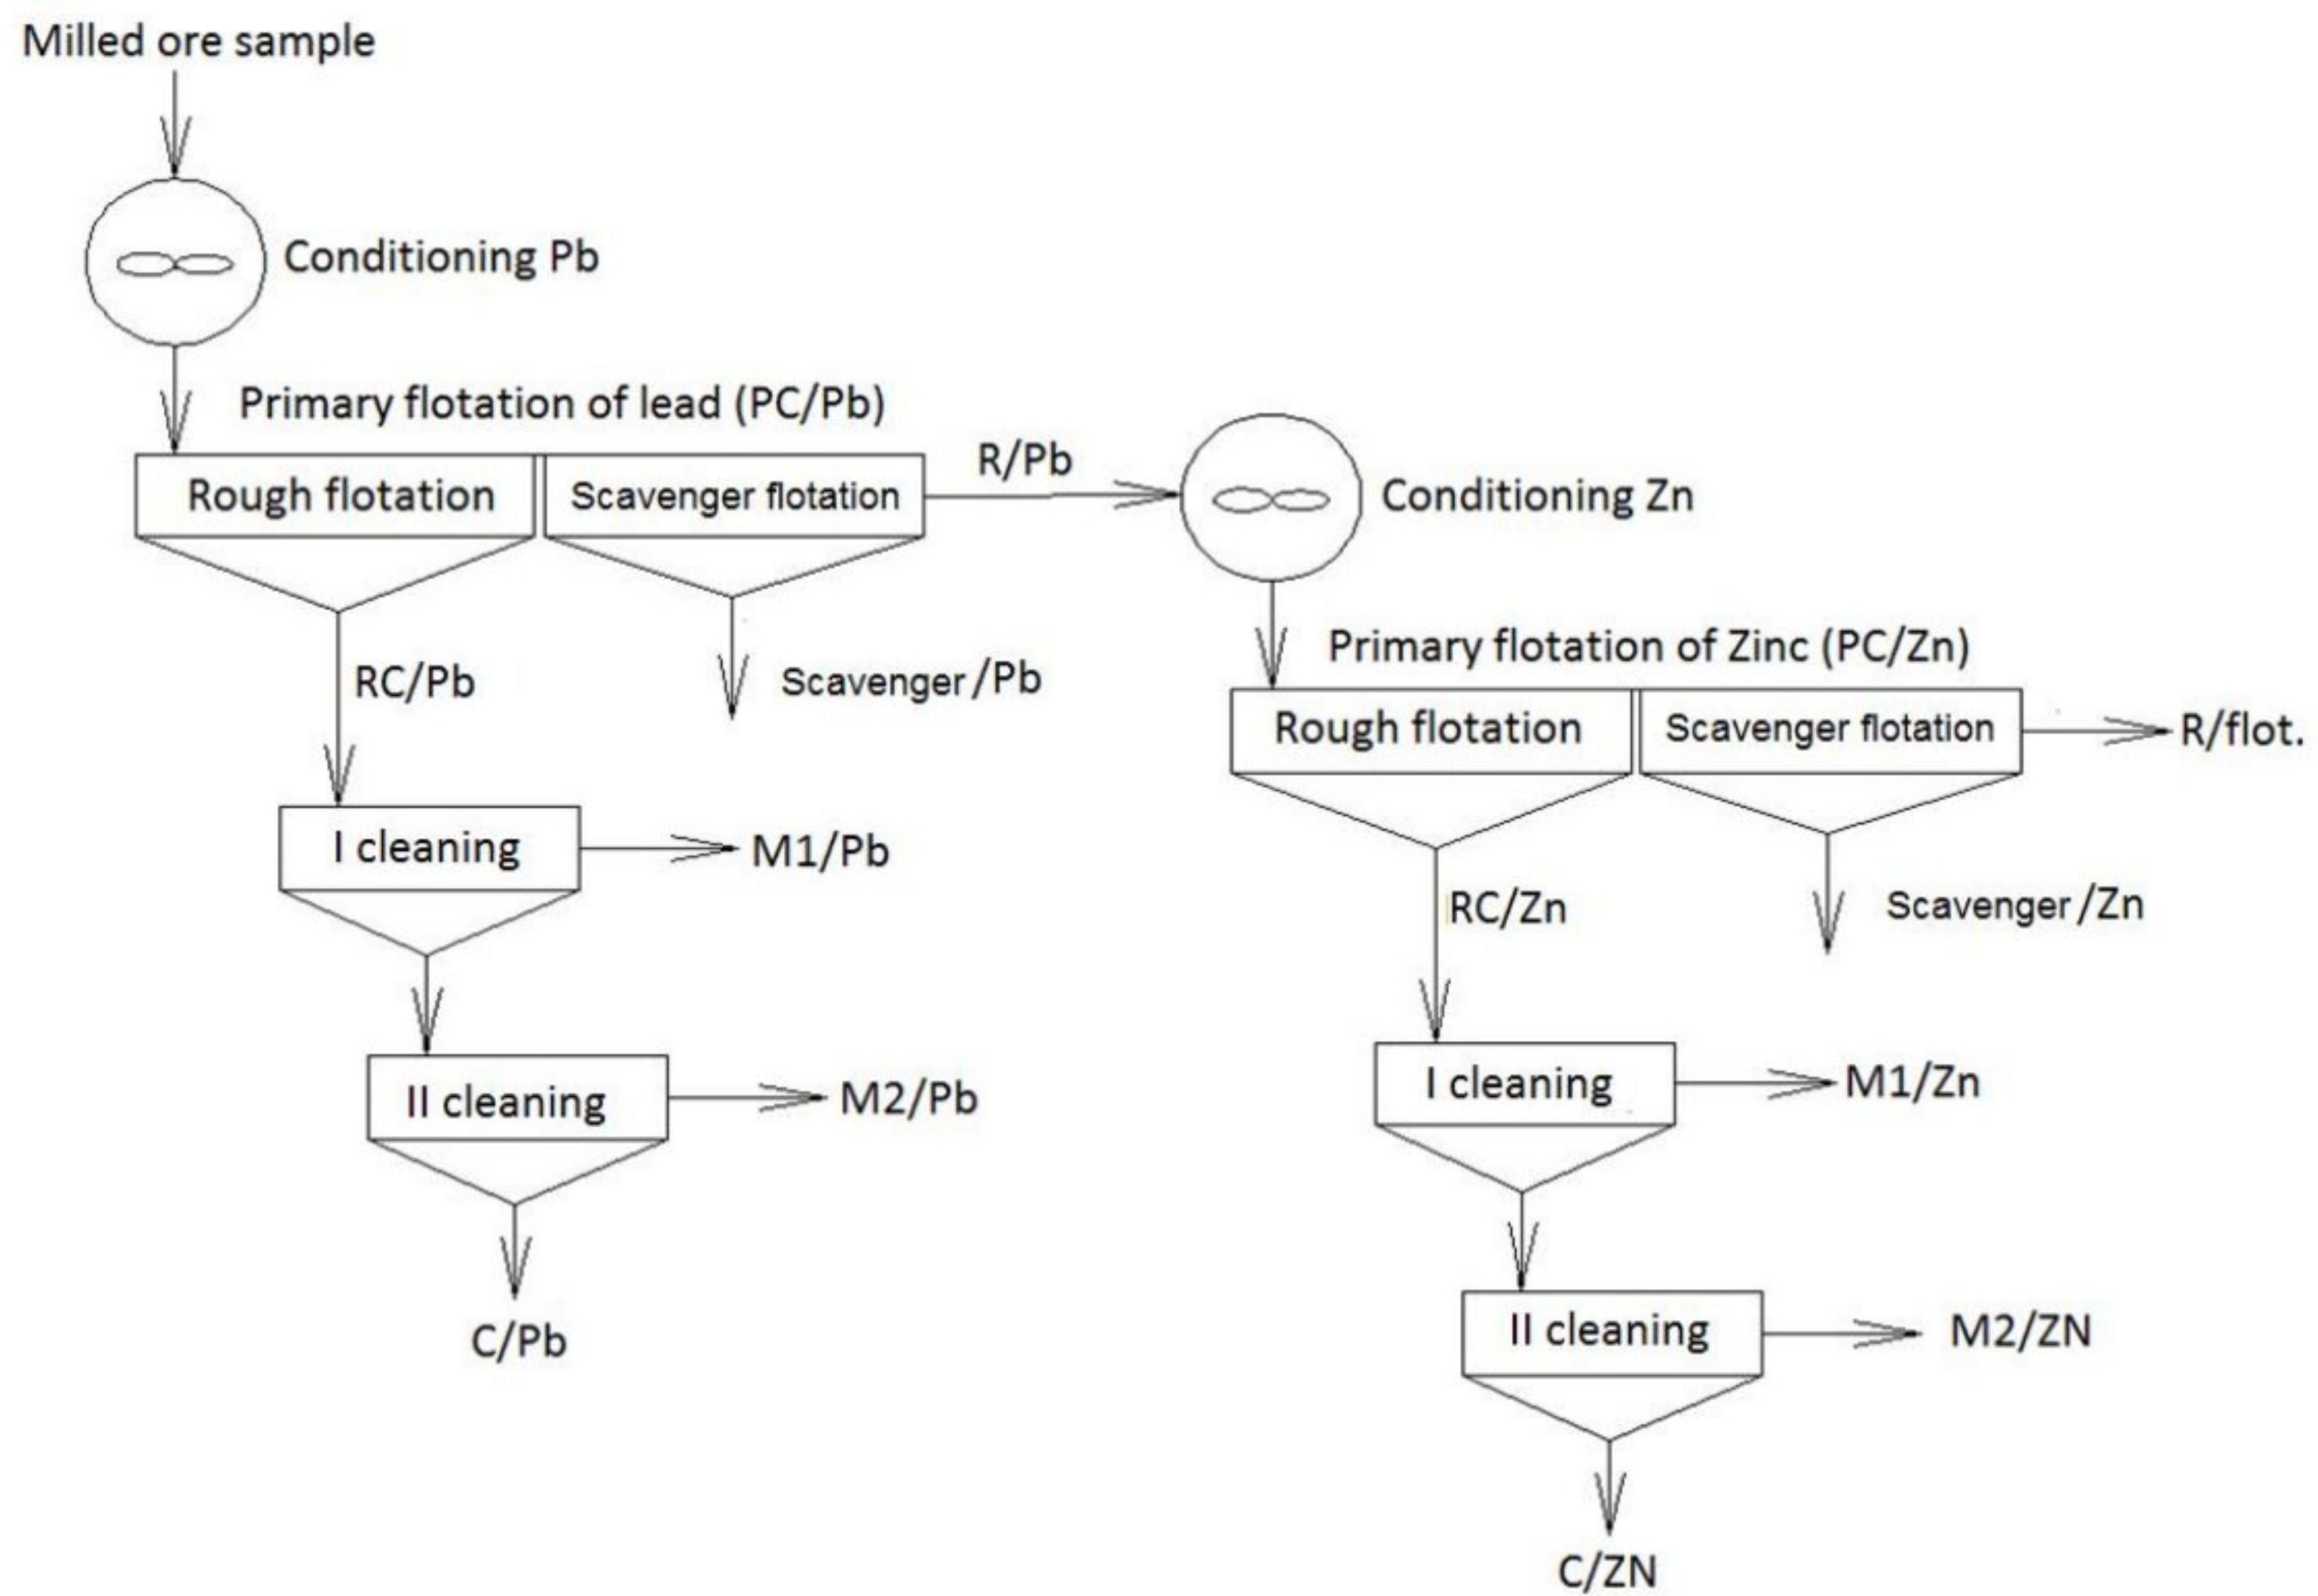 Milled ore sample
Conditioning Pb
Primary flotation of lead (PC/Pb)
Rough flotation
Scavenger flotation
R/Pb
Conditioning Zn
RC/Pb
Scavenger/Pb
Primary flotation of Zinc (PC/Zn)
Rough flotation
Scavenger flotation
R/flot.
I cleaning
M1/Pb
RC/Zn
Scavenger/Zn
II cleaning
M2/Pb
I cleaning
M1/Zn
C/Pb
II cleaning
M2/ZN
C/ZN